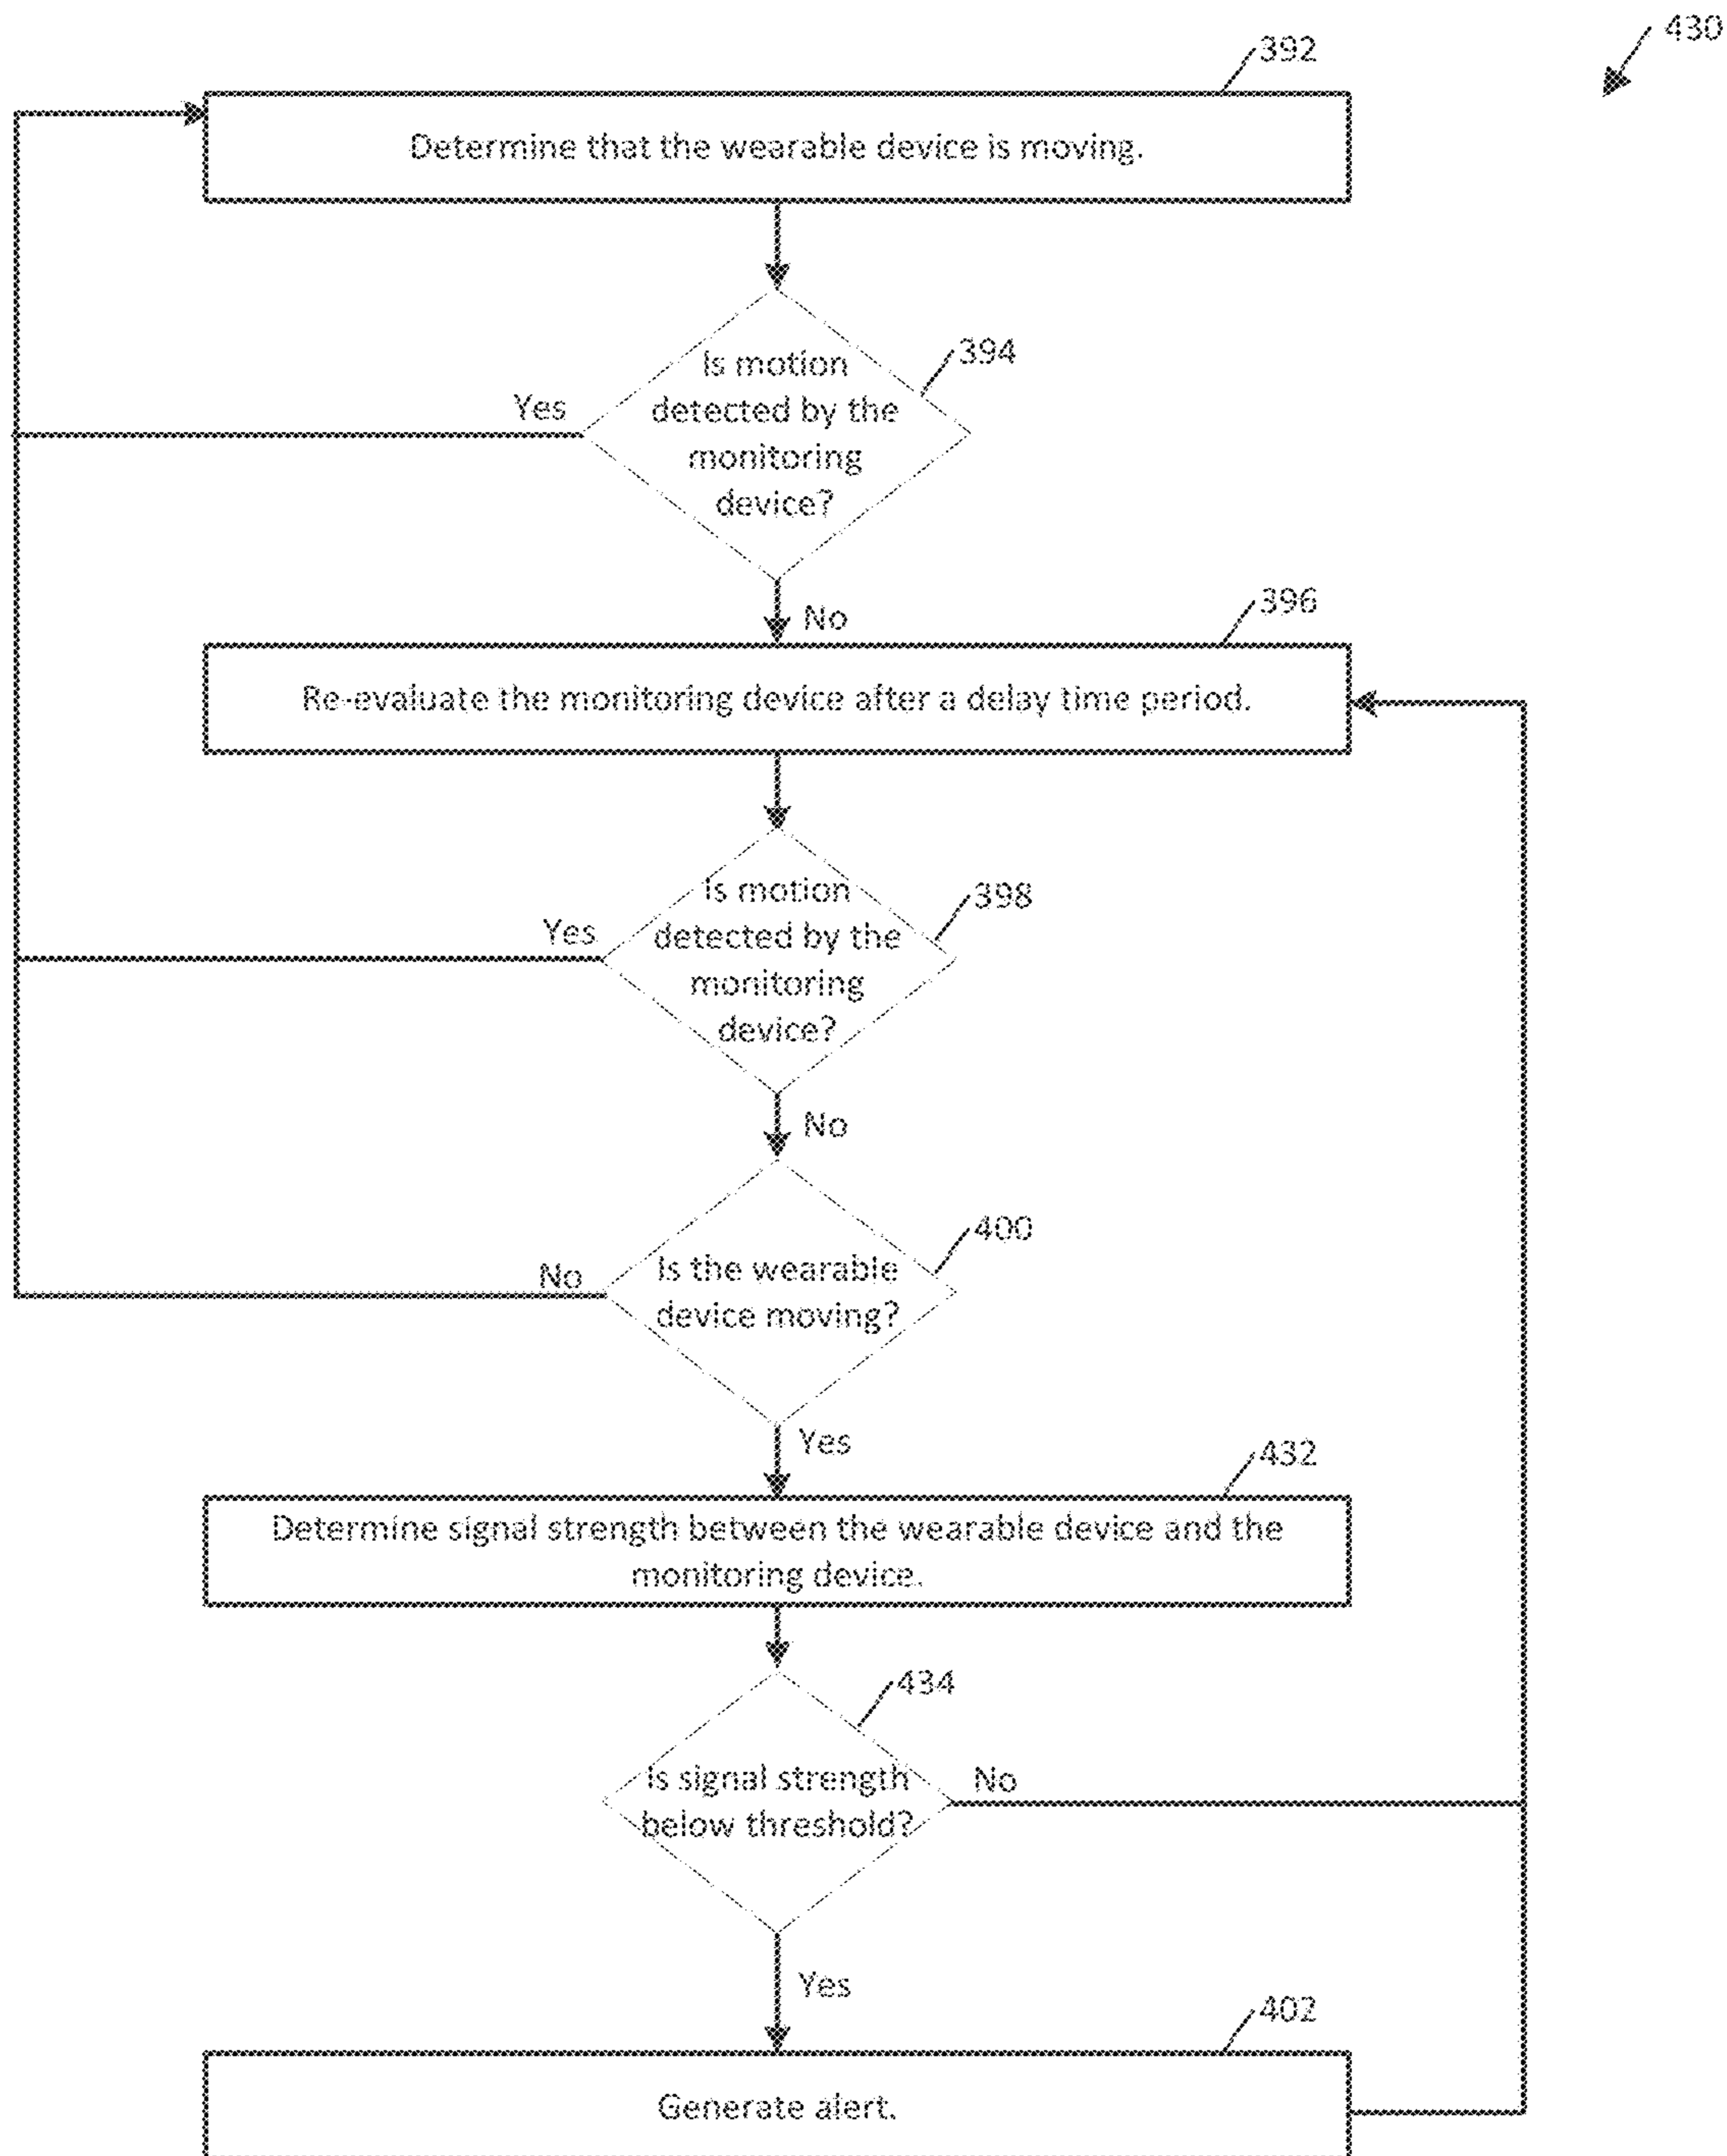 430
392
Determine that the wearable device is moving.
394
Is motion
detected by the
monitoring
device?
Yes
No
396
Re-evaluate the monitoring device after a delay time period.
398
Is motion
detected by the
monitoring
device?
Yes
No
400
Is the wearable
device moving?
No
Yes
432
Determine signal strength between the wearable device and the
monitoring device.
434
Is signal strength
below threshold?
No
Yes
402
Generate alert.